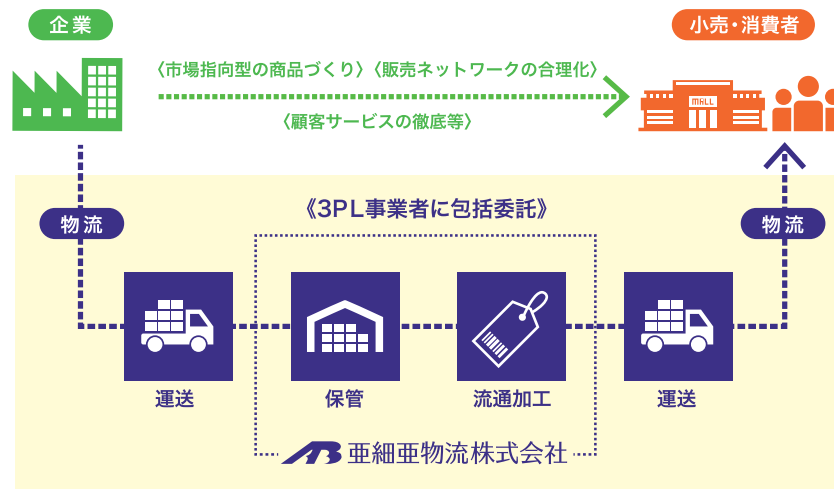 企業
小売・消費者
〈市場指向型の商品づくり〉〈販売ネットワークの合理化〉
MALL
〈顧客サービスの徹底等〉
《3PL事業者に包括委託》
物流
物流
運送
保管
流通加工
運送
AB 亜細亜物流株式会社